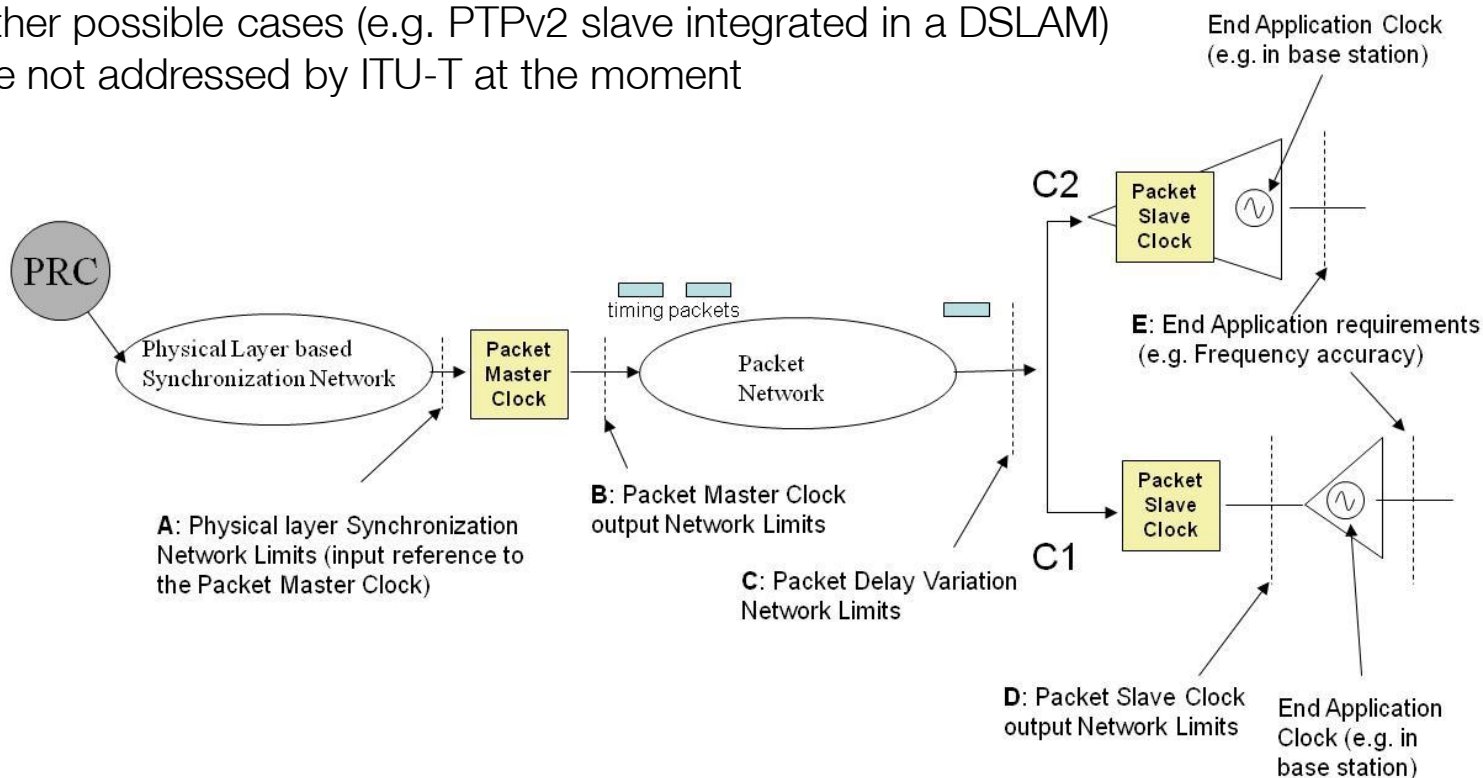 ther possible cases (e.g. PTPv2 slave integrated in a DSLAM)
e not addressed by ITU-T at the moment
End Application Clock
(e.g. in base station)
C2
Packet
Slave
Clock
PRC
timing packets
E: End Application requirements
(e.g. Frequency accuracy)
Physical Layer based
Synchronization Network
Packet
Master
Clock
Packet
Network
Packet
Slave
Clock
B: Packet Master Clock
output Network Limits
A: Physical layer Synchronization
Network Limits (input reference to
the Packet Master Clock)
C1
C: Packet Delay Variation
Network Limits
D: Packet Slave Clock
output Network Limits
End Application
Clock (e.g. in
base station)